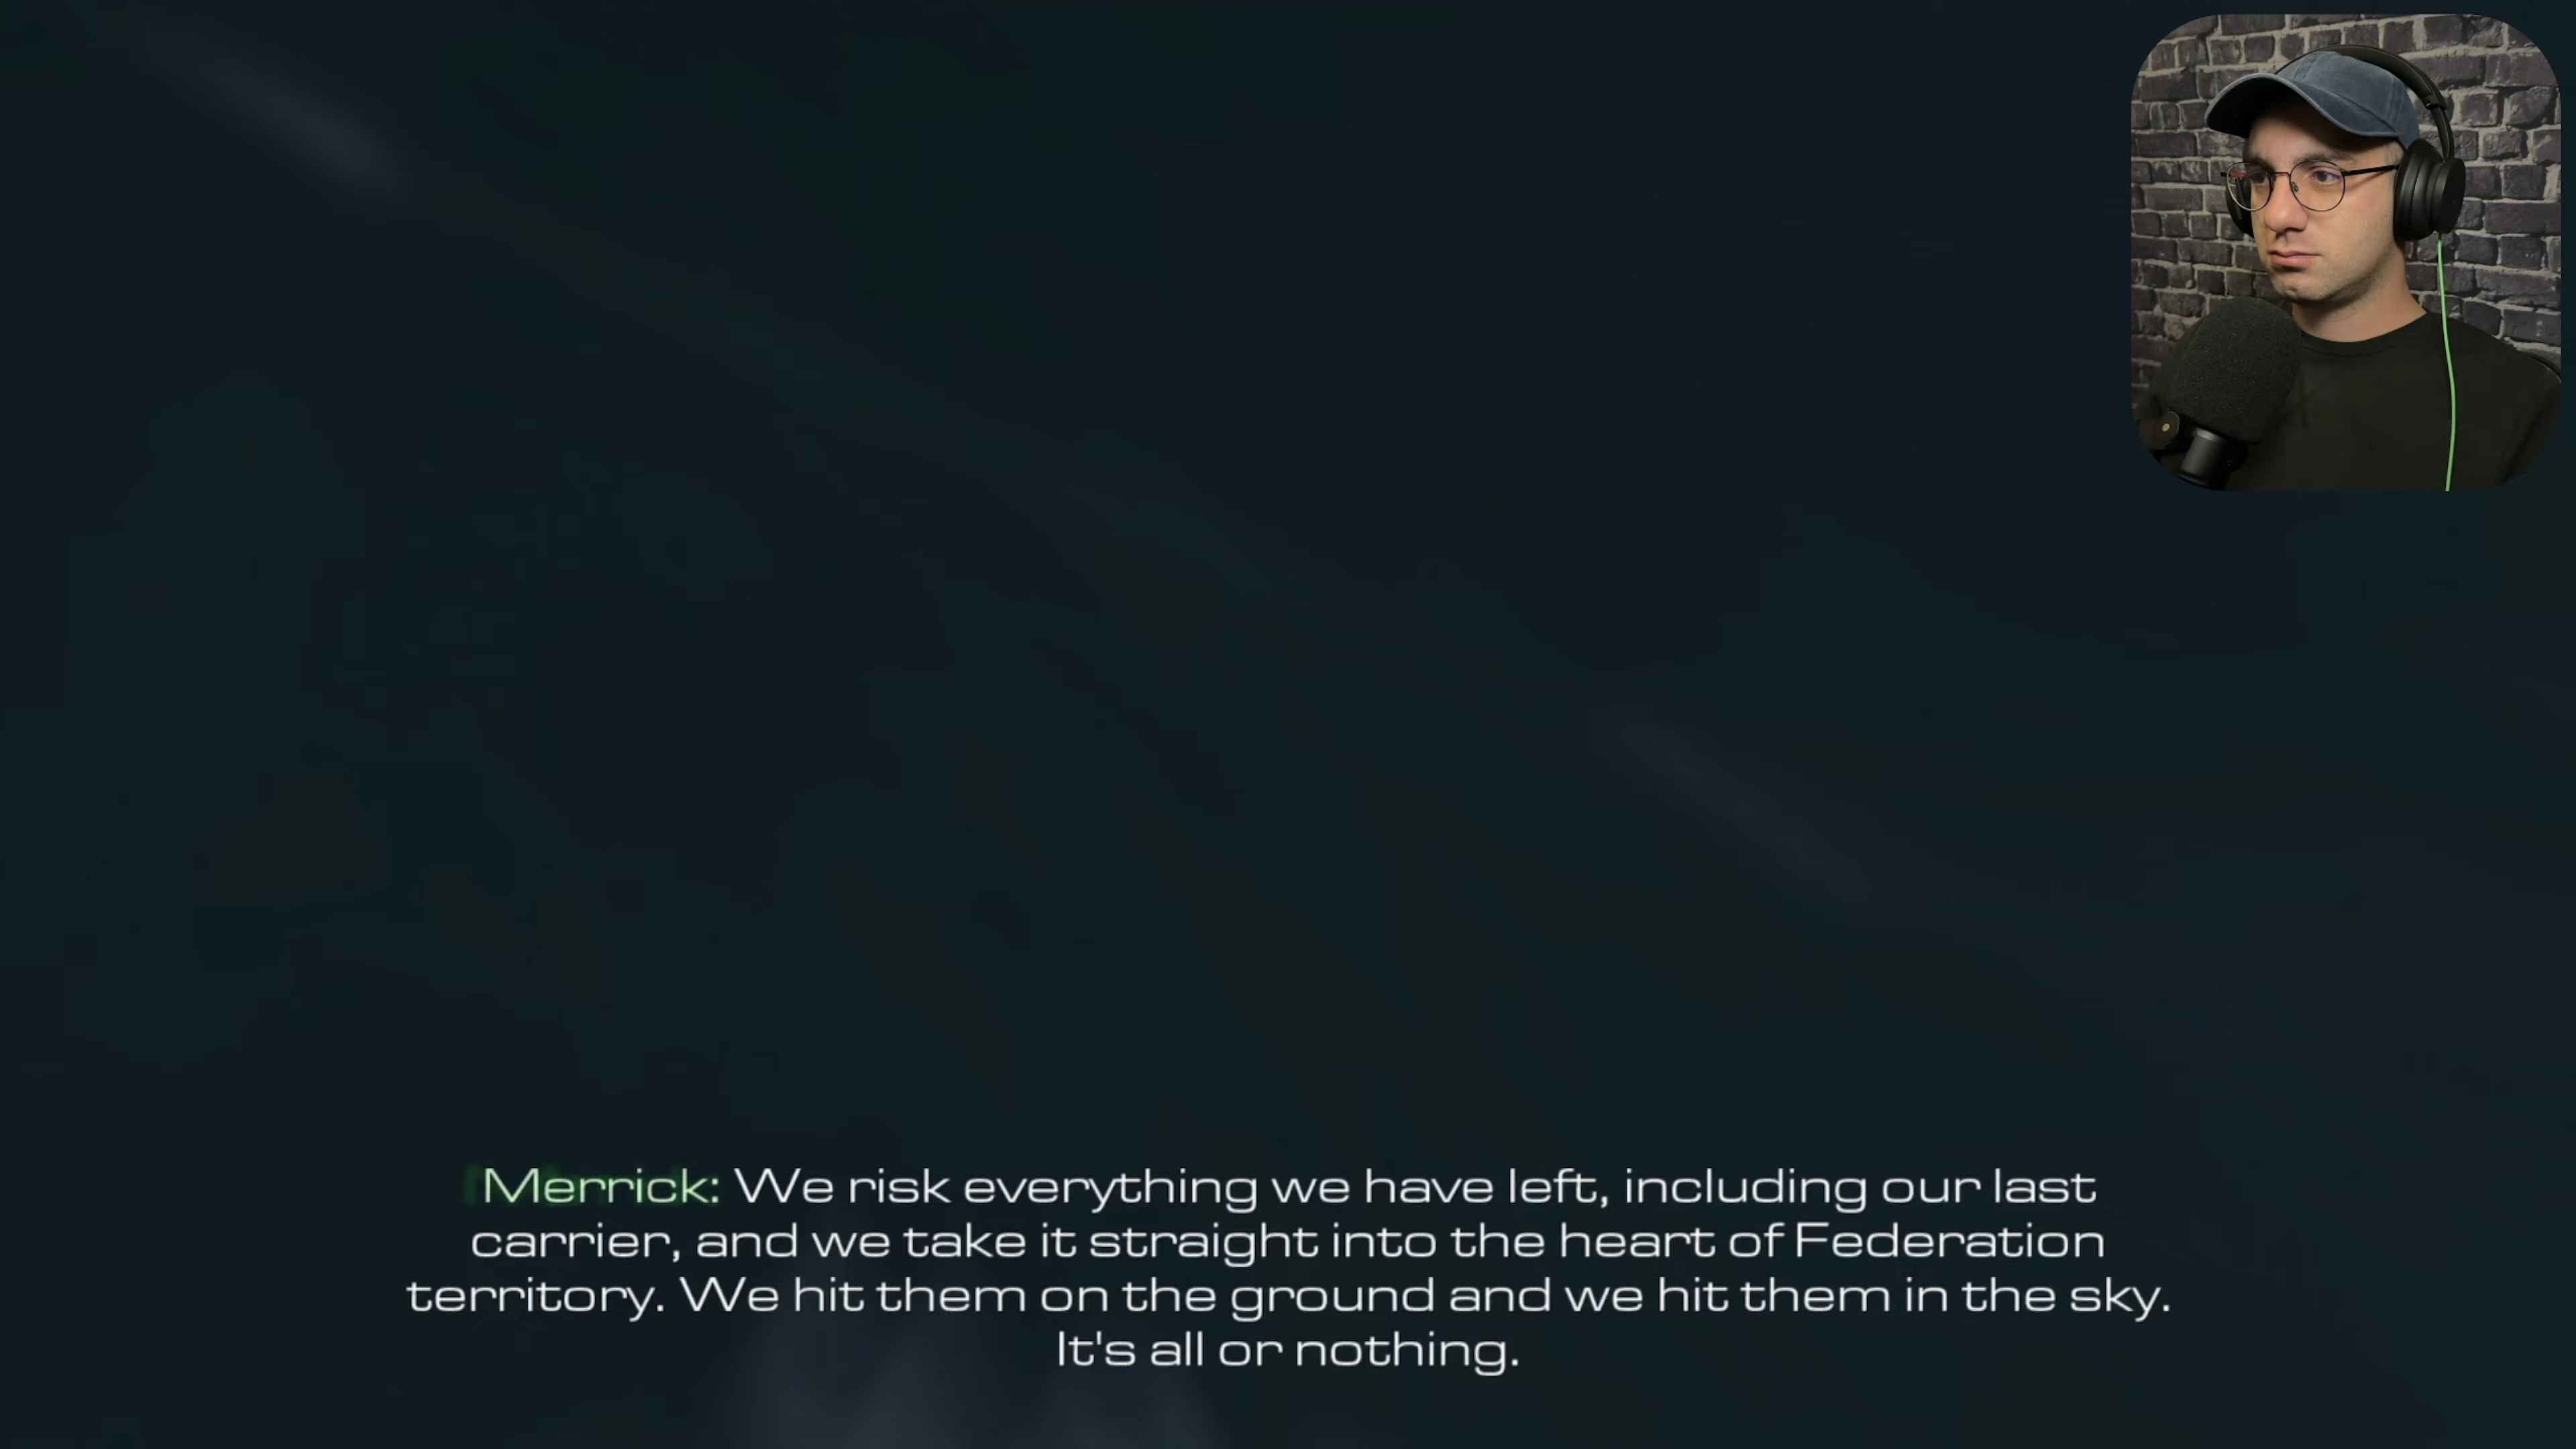 Merrick: We risk everything we have left, including our last
carrier, and we take it straight into the heart of Federation
territory. We hit them on the ground and we hit them in the sky.
It's all or nothing.